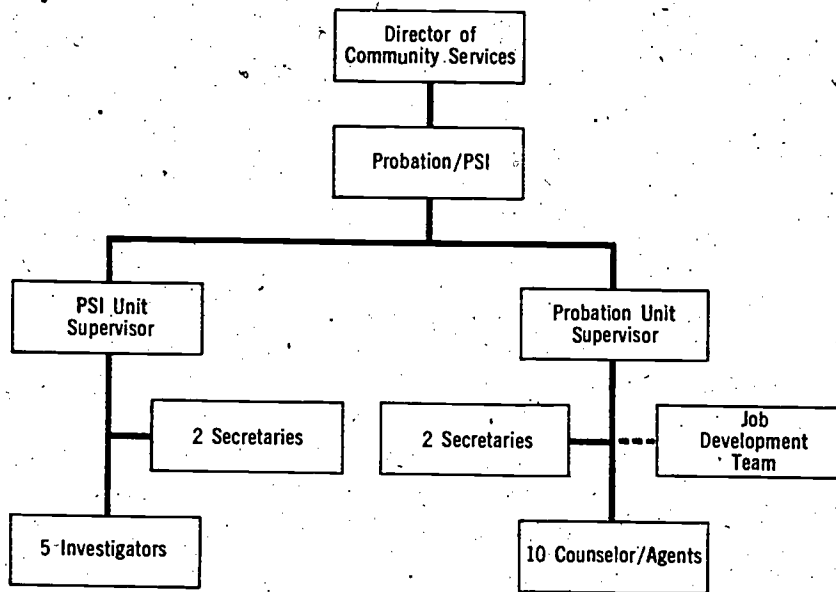 Director of
Community Services
Probation/PSI
PSI Unit
Supervisor
Probation Unit
Supervisor
2 Secretaries
2 Secretaries
Job
Development
Team
5 Investigators
10 Counselor/Agents